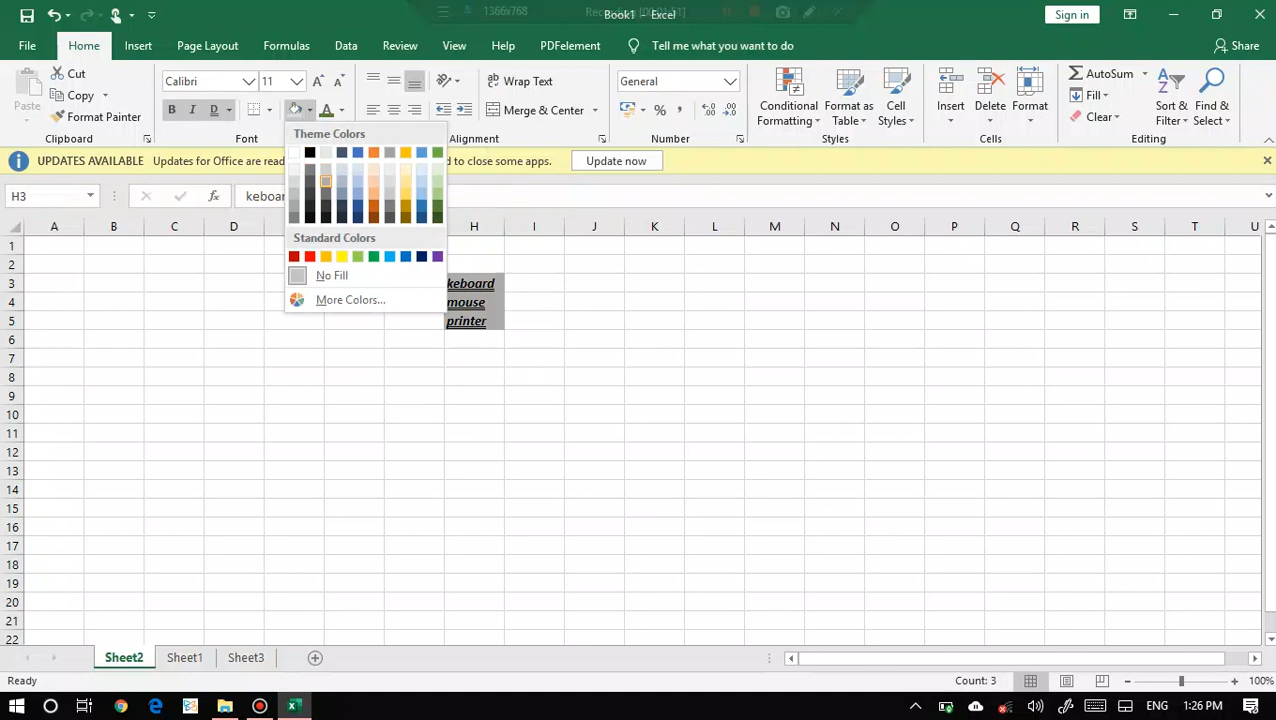 1366x768
Recording [00:01:51]
Book1 – Excel
Sign in
File Home Insert Page Layout Formulas Data Review View Help PDFelement Tell me what you want to do Share
Paste
Cut
Copy
Format Painter
Clipboard
Calibri 11
B I D
Font
Wrap Text
Merge & Center
Alignment
General
% ,
Number
Conditional Formatting
Format as Table
Cell Styles
Styles
Insert Delete Format
Cells
AutoSum
Fill
Clear
Sort & Filter
Find & Select
Editing
Theme Colors
Standard Colors
No Fill
More Colors...
UPDATES AVAILABLE Updates for Office are read
d to close some apps. Update now
H3 fx keboar
A B C D H I J K L M N O P Q R S T U
1
2
3 keboard
4 mouse
5 printer
6
7
8
9
10
11
12
13
14
15
16
17
18
19
20
21
22
Sheet2 Sheet1 Sheet3
Ready Count: 3 100%
ENG 1:26 PM